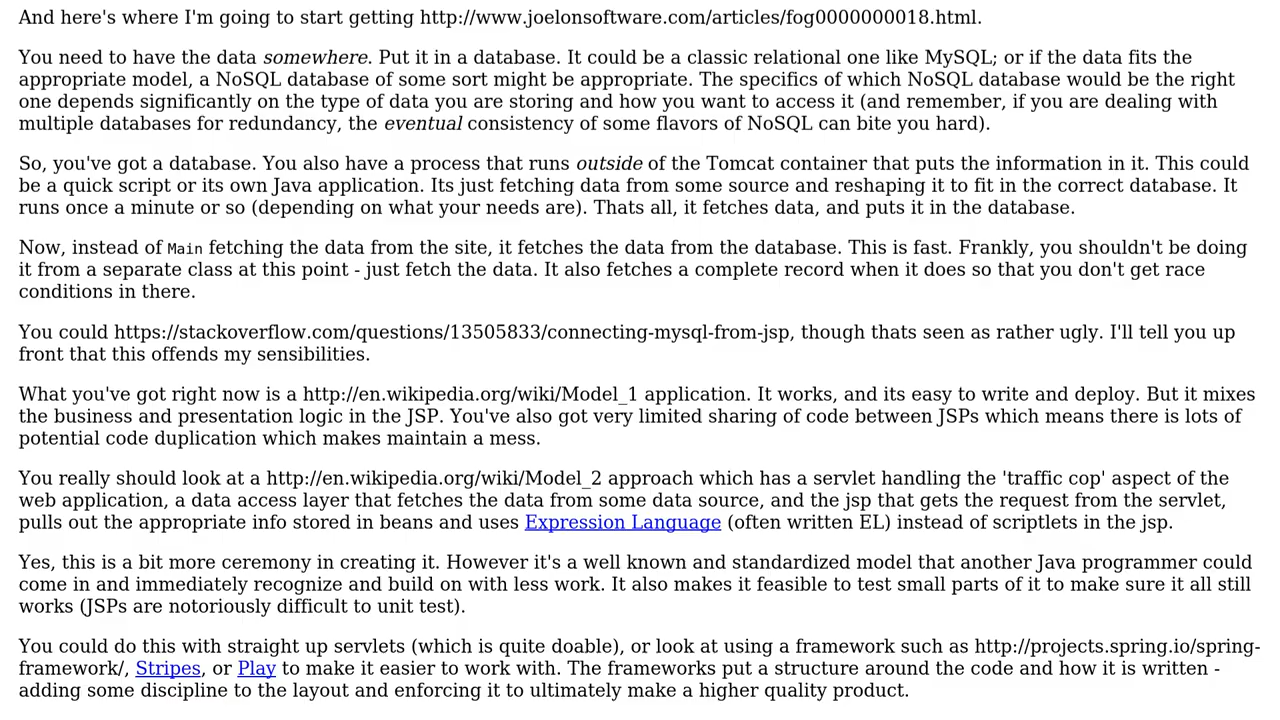 And here's where I'm going to start getting http://www.joelonsoftware.com/articles/fog0000000018.html.
You need to have the data somewhere. Put it in a database. It could be a classic relational one like MySQL; or if the data fits the
appropriate model, a NoSQL database of some sort might be appropriate. The specifics of which NoSQL database would be the right
one depends significantly on the type of data you are storing and how you want to access it (and remember, if you are dealing with
multiple databases for redundancy, the eventual consistency of some flavors of NoSQL can bite you hard).
So, you've got a database. You also have a process that runs outside of the Tomcat container that puts the information in it. This could
be a quick script or its own Java application. Its just fetching data from some source and reshaping it to fit in the correct database. It
runs once a minute or so (depending on what your needs are). Thats all, it fetches data, and puts it in the database.
Now, instead of Main fetching the data from the site, it fetches the data from the database. This is fast. Frankly, you shouldn't be doing
it from a separate class at this point - just fetch the data. It also fetches a complete record when it does so that you don't get race
conditions in there.
You could https://stackoverflow.com/questions/13505833/connecting-mysql-from-jsp, though thats seen as rather ugly. I'll tell you up
front that this offends my sensibilities.
What you've got right now is a http://en.wikipedia.org/wiki/Model_1 application. It works, and its easy to write and deploy. But it mixes
the business and presentation logic in the JSP. You've also got very limited sharing of code between JSPs which means there is lots of
potential code duplication which makes maintain a mess.
You really should look at a http://en.wikipedia.org/wiki/Model_2 approach which has a servlet handling the 'traffic cop' aspect of the
web application, a data access layer that fetches the data from some data source, and the jsp that gets the request from the servlet,
pulls out the appropriate info stored in beans and uses Expression Language (often written EL) instead of scriptlets in the jsp.
Yes, this is a bit more ceremony in creating it. However it's a well known and standardized model that another Java programmer could
come in and immediately recognize and build on with less work. It also makes it feasible to test small parts of it to make sure it all still
works (JSPs are notoriously difficult to unit test).
You could do this with straight up servlets (which is quite doable), or look at using a framework such as http://projects.spring.io/spring-
framework/, Stripes, or Play to make it easier to work with. The frameworks put a structure around the code and how it is written -
adding some discipline to the layout and enforcing it to ultimately make a higher quality product.